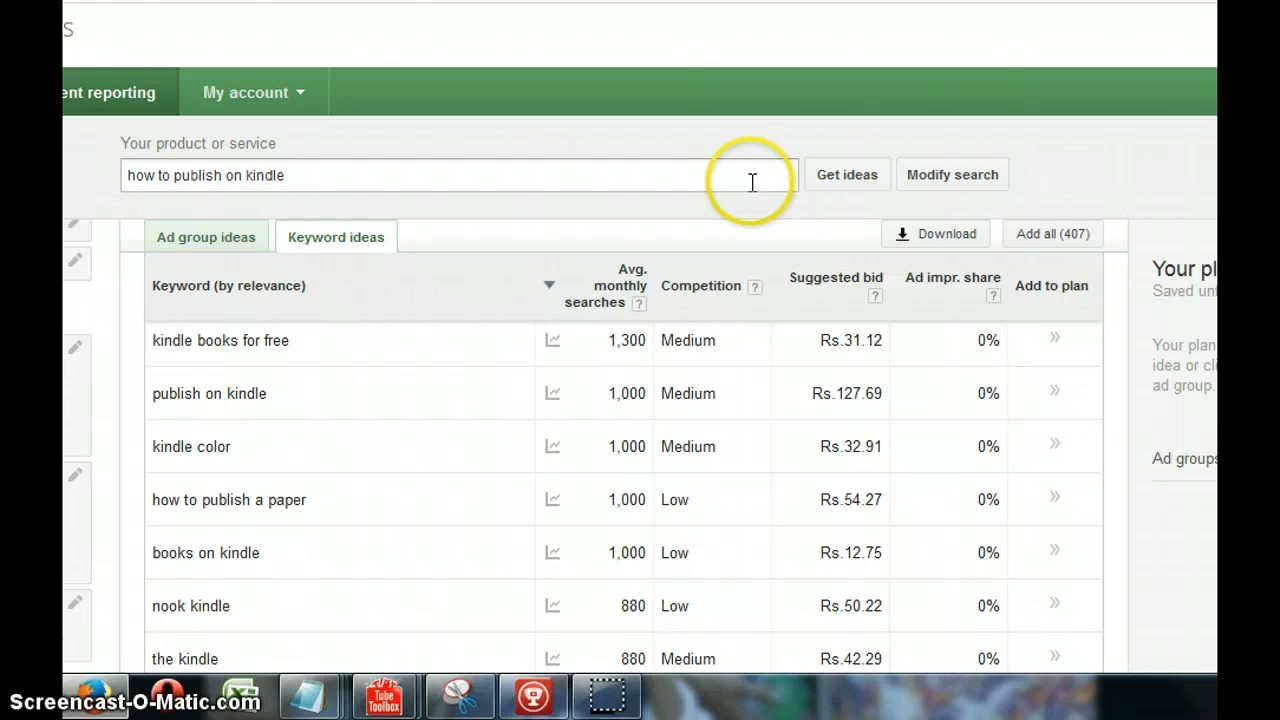 s
ent reporting My account
Your product or service
how to publish on kindle Get ideas Modify search
Ad group ideas Keyword ideas Download Add all (407)
Keyword (by relevance) Avg. monthly searches ? Competition ? Suggested bid ? Ad impr. share ? Add to plan
kindle books for free 1,300 Medium Rs.31.12 0% »
publish on kindle 1,000 Medium Rs.127.69 0% »
kindle color 1,000 Medium Rs.32.91 0% »
how to publish a paper 1,000 Low Rs.54.27 0% »
books on kindle 1,000 Low Rs.12.75 0% »
nook kindle 880 Low Rs.50.22 0% »
the kindle 880 Medium Rs.42.29 0% »
Your pl
Saved un
Your plan
idea or cli
ad group.
Ad groups
Tube
Toolbox
Screencast-O-Matic.com